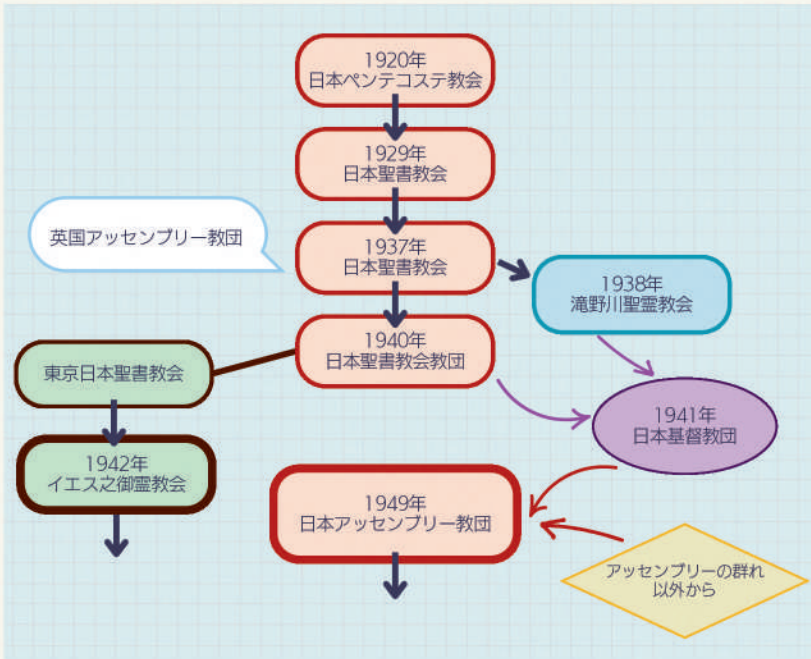 1920年
日本ペンテコステ教会
1929年
日本聖書教会
英国アッセンブリー教団
1937年
日本聖書教会
1938年
滝野川聖霊教会
1940年
日本聖書教会教団
東京日本聖書教会
1941年
日本基督教団
1942年
イエス之御霊教会
1949年
日本アッセンブリー教団
アッセンブリーの群れ
以外から